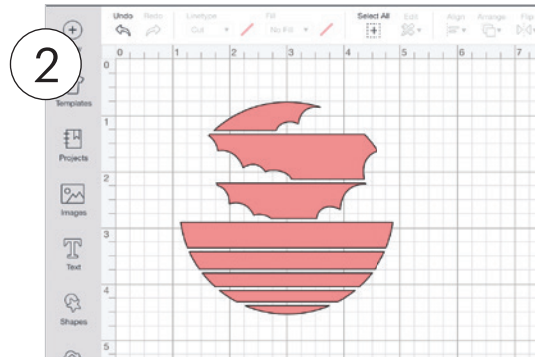 Undo Redo Linetype Fill Select All Edit Align Arrange Flip
Cut No Fill
2
0 1 2 3 4 5 6 7
0
Templates
1
Projects
2
Images
3
Text
4
Shapes
5